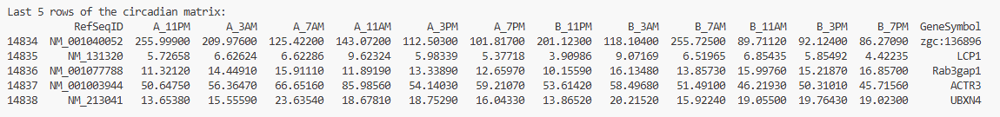 Last 5 rows of the circadian matrix:
RefSeqID A_11PM A_3AM A_7AM A_11AM A_3PM A_7PM B_11PM B_3AM B_7AM B_11AM B_3PM B_7PM GeneSymbol
14834 NM_001040052 255.99900 209.97600 125.42200 143.07200 112.50300 101.81700 201.12300 118.10400 255.72500 89.71120 92.12400 86.27090 zgc:136896
14835 NM_131320 5.72658 6.62624 6.62286 9.62324 5.98339 5.37718 3.90986 9.07169 6.51965 6.85435 5.85492 4.42235 LCP1
14836 NM_001077788 11.32120 14.44910 15.91110 11.89190 13.33890 12.65970 10.15590 16.13480 13.85730 15.99760 15.21870 16.85700 Rab3gap1
14837 NM_001003944 50.64750 56.36470 66.65160 85.98560 54.14030 59.21070 53.61420 58.49680 51.49100 46.21930 50.31010 45.71560 ACTR3
14838 NM_213041 13.65380 15.55590 23.63540 18.67810 18.75290 16.04330 13.86520 20.21520 15.92240 19.05500 19.76430 19.02300 UBXN4